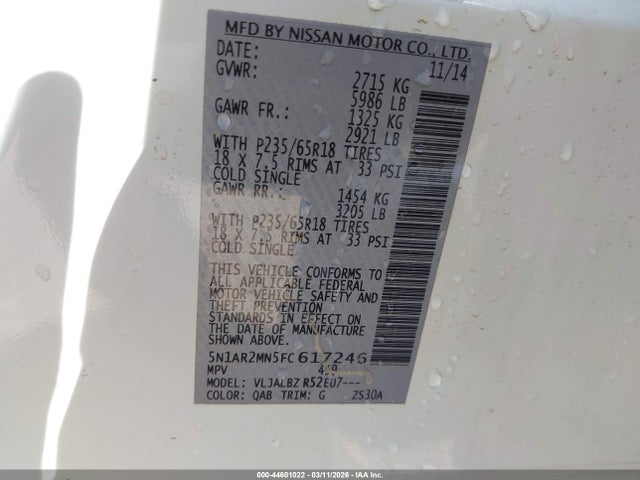 MFD BY NISSAN MOTOR CO., LTD.
DATE: 11/14
GVWR: 2715 KG
5986 LB
GAWR FR.: 1325 KG
2921 LB
WITH P235/65R18 TIRES
18 X 7.5 RIMS AT 33 PSI
COLD SINGLE
GAWR RR.: 1454 KG
3205 LB
WITH P235/65R18 TIRES
18 X 7.5 RIMS AT 33 PSI
COLD SINGLE
THIS VEHICLE CONFORMS TO
ALL APPLICABLE FEDERAL
MOTOR VEHICLE SAFETY AND
THEFT PREVENTION
STANDARDS IN EFFECT ON
THE DATE OF MANUFACTURE
SHOWN ABOVE.
5N1AR2MN5FC617246
MPV
MODEL: VLJALBZ R52EU7---
COLOR: QAB TRIM: G ZS30A
000-44601022 - 03/11/2026 - IAA Inc.